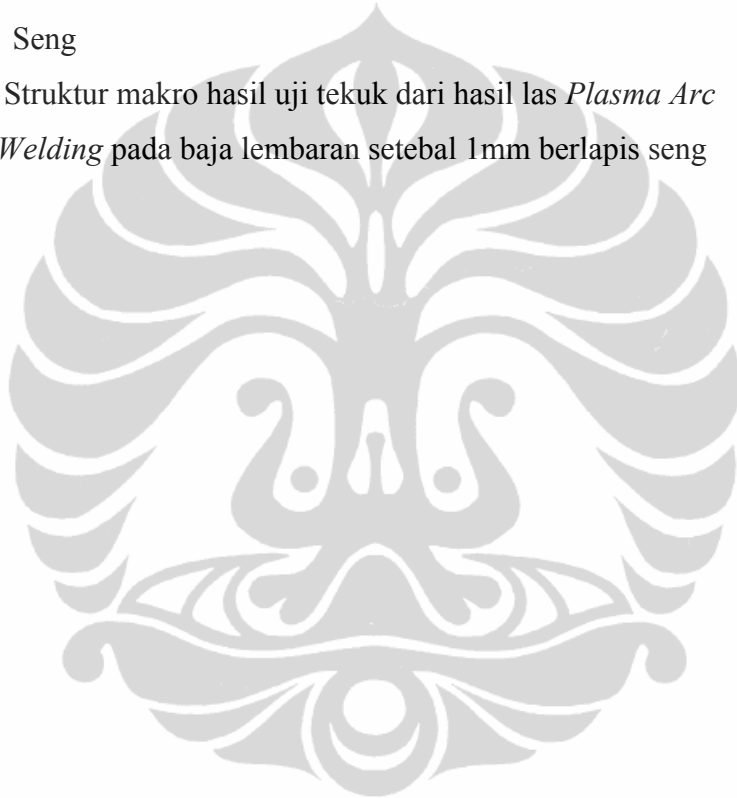 Seng
Struktur makro hasil uji tekuk dari hasil las Plasma Arc
Welding pada baja lembaran setebal 1mm berlapis seng